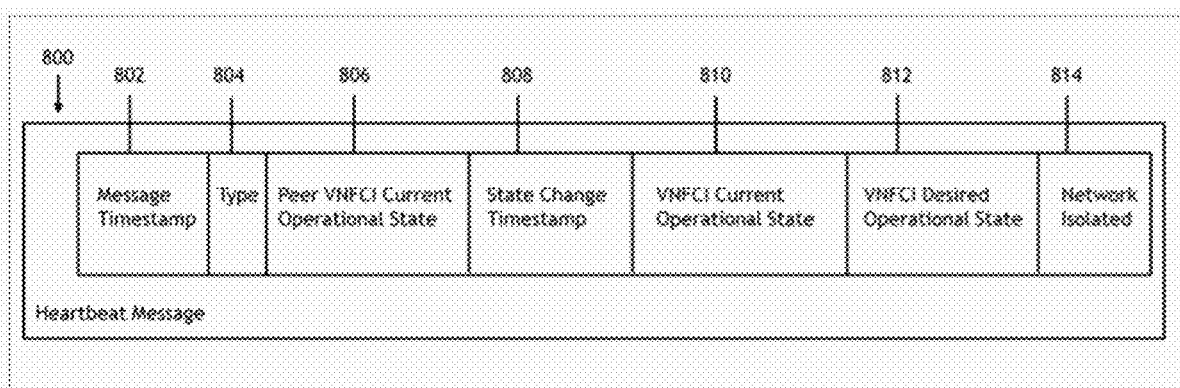 800
802 804 806 808 810 812 814
Message Type Peer VNFCI Current State Change VNFCI Current VNFCI Desired Network
Timestamp Operational State Timestamp Operational State Operational State Isolated
Heartbeat Message